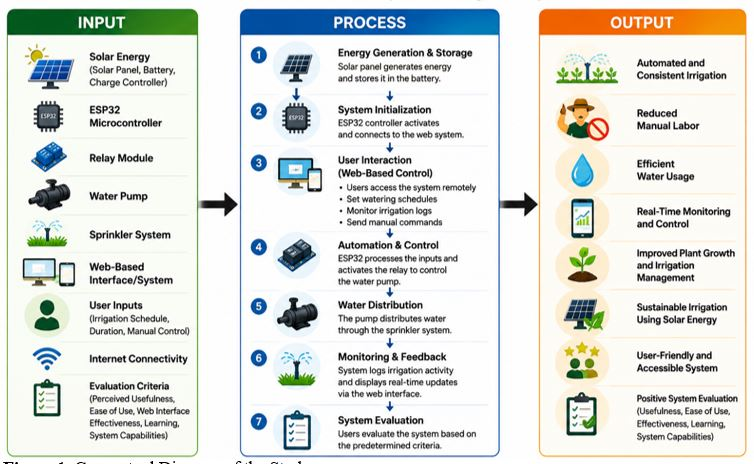 INPUT
Solar Energy
(Solar Panel, Battery,
Charge Controller)
ESP32
ESP32
Microcontroller
Relay Module
Water Pump
Sprinkler System
Web-Based
Interface/System
User Inputs
(Irrigation Schedule,
Duration, Manual Control)
Internet Connectivity
Evaluation Criteria
(Perceived Usefulness,
Ease of Use, Web Interface
Effectiveness, Learning,
System Capabilities)
PROCESS
1
Energy Generation & Storage
Solar panel generates energy
and stores it in the battery.
2
ESP32
System Initialization
ESP32 controller activates
and connects to the web system.
3
User Interaction
(Web-Based Control)
• Users access the system remotely
• Set watering schedules
• Monitor irrigation logs
• Send manual commands
4
Automation & Control
ESP32 processes the inputs and
activates the relay to control
the water pump.
5
Water Distribution
The pump distributes water
through the sprinkler system.
6
Monitoring & Feedback
System logs irrigation activity
and displays real-time updates
via the web interface.
7
System Evaluation
Users evaluate the system based on
the predetermined criteria.
OUTPUT
Automated and
Consistent Irrigation
Reduced
Manual Labor
Efficient
Water Usage
Real-Time Monitoring
and Control
Improved Plant Growth
and Irrigation
Management
Sustainable Irrigation
Using Solar Energy
User-Friendly and
Accessible System
Positive System Evaluation
(Usefulness, Ease of Use,
Effectiveness, Learning,
System Capabilities)